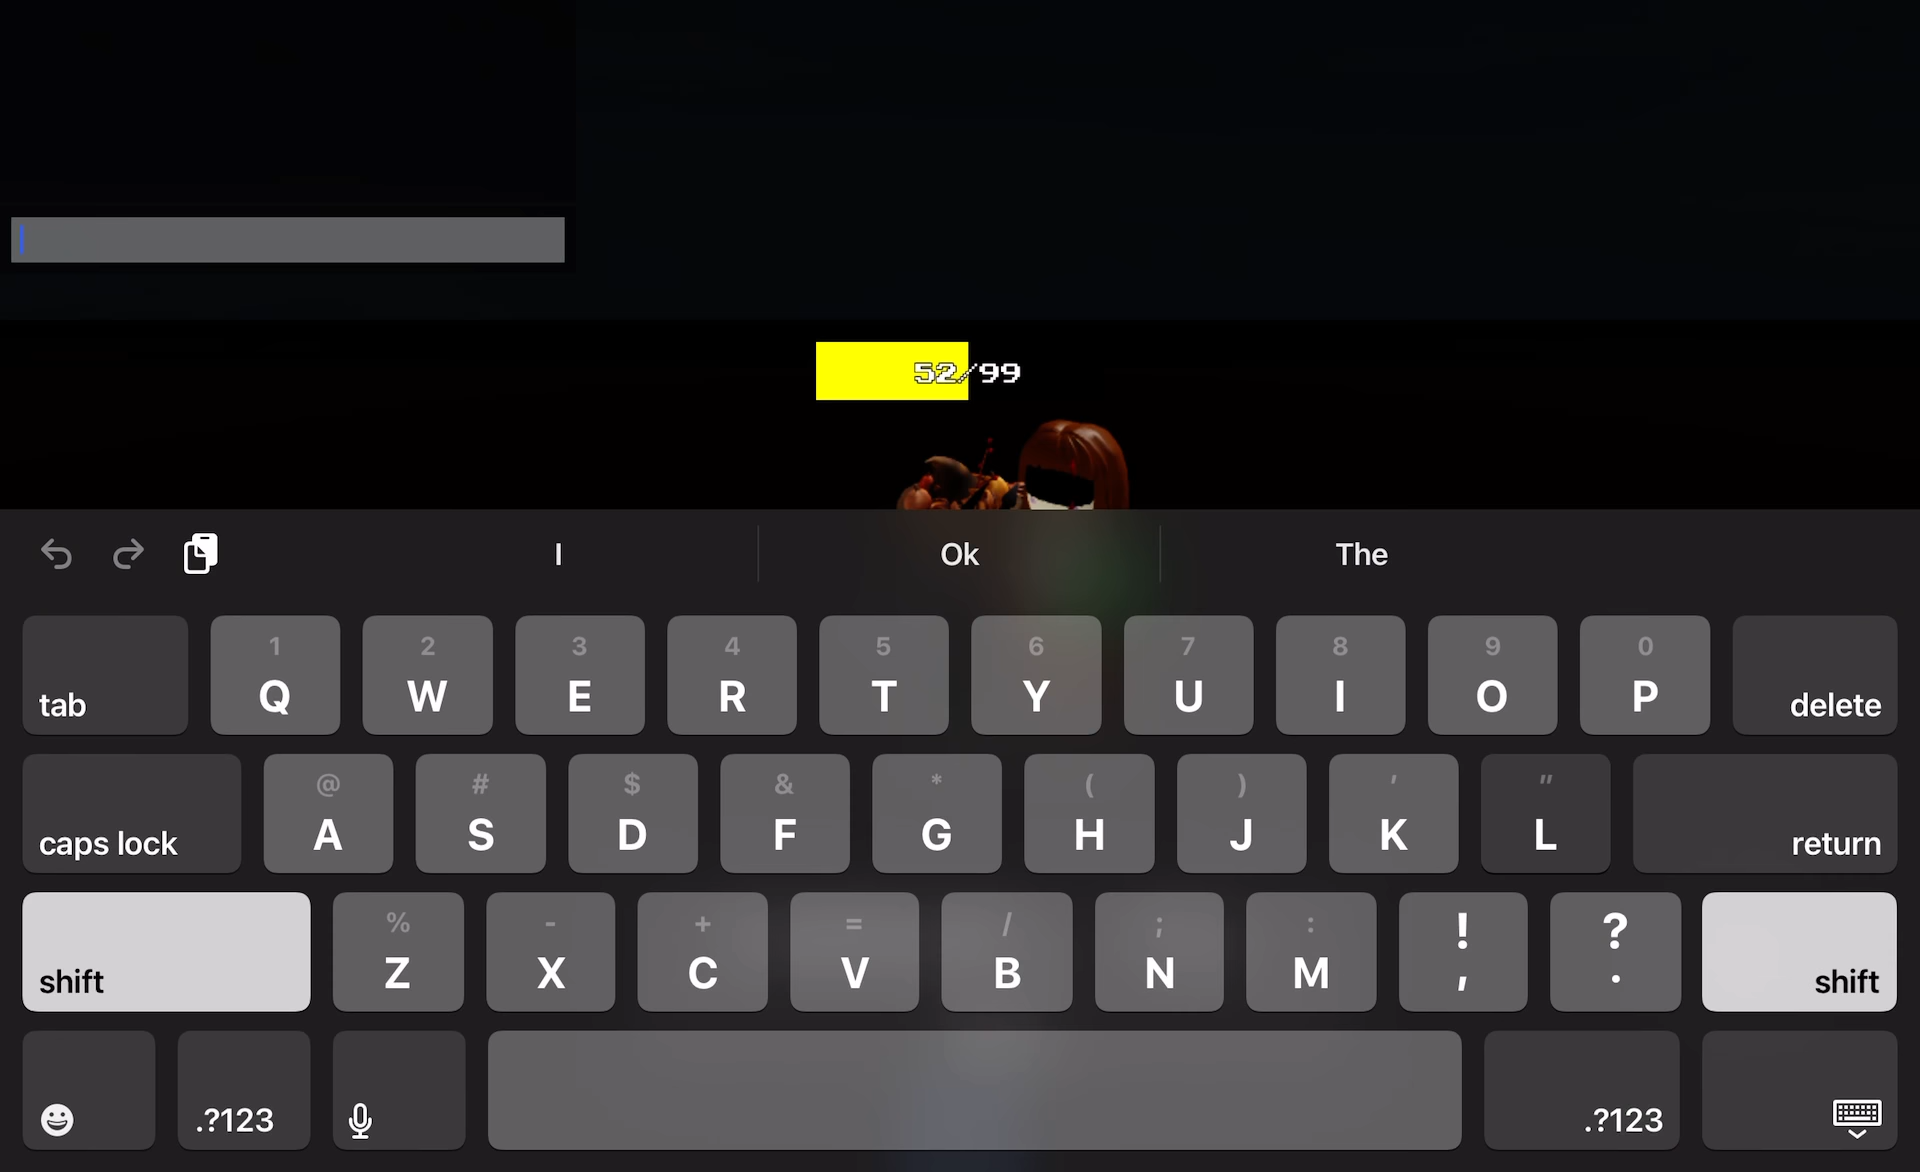 52/99
I Ok The
1 2 3 4 5 6 7 8 9 0
tab Q W E R T Y U I O P delete
@ # $ & * ( ) ' "
caps lock A S D F G H J K L return
% - + = / ; : ! ?
shift Z X C V B N M , . shift
.?123 .?123